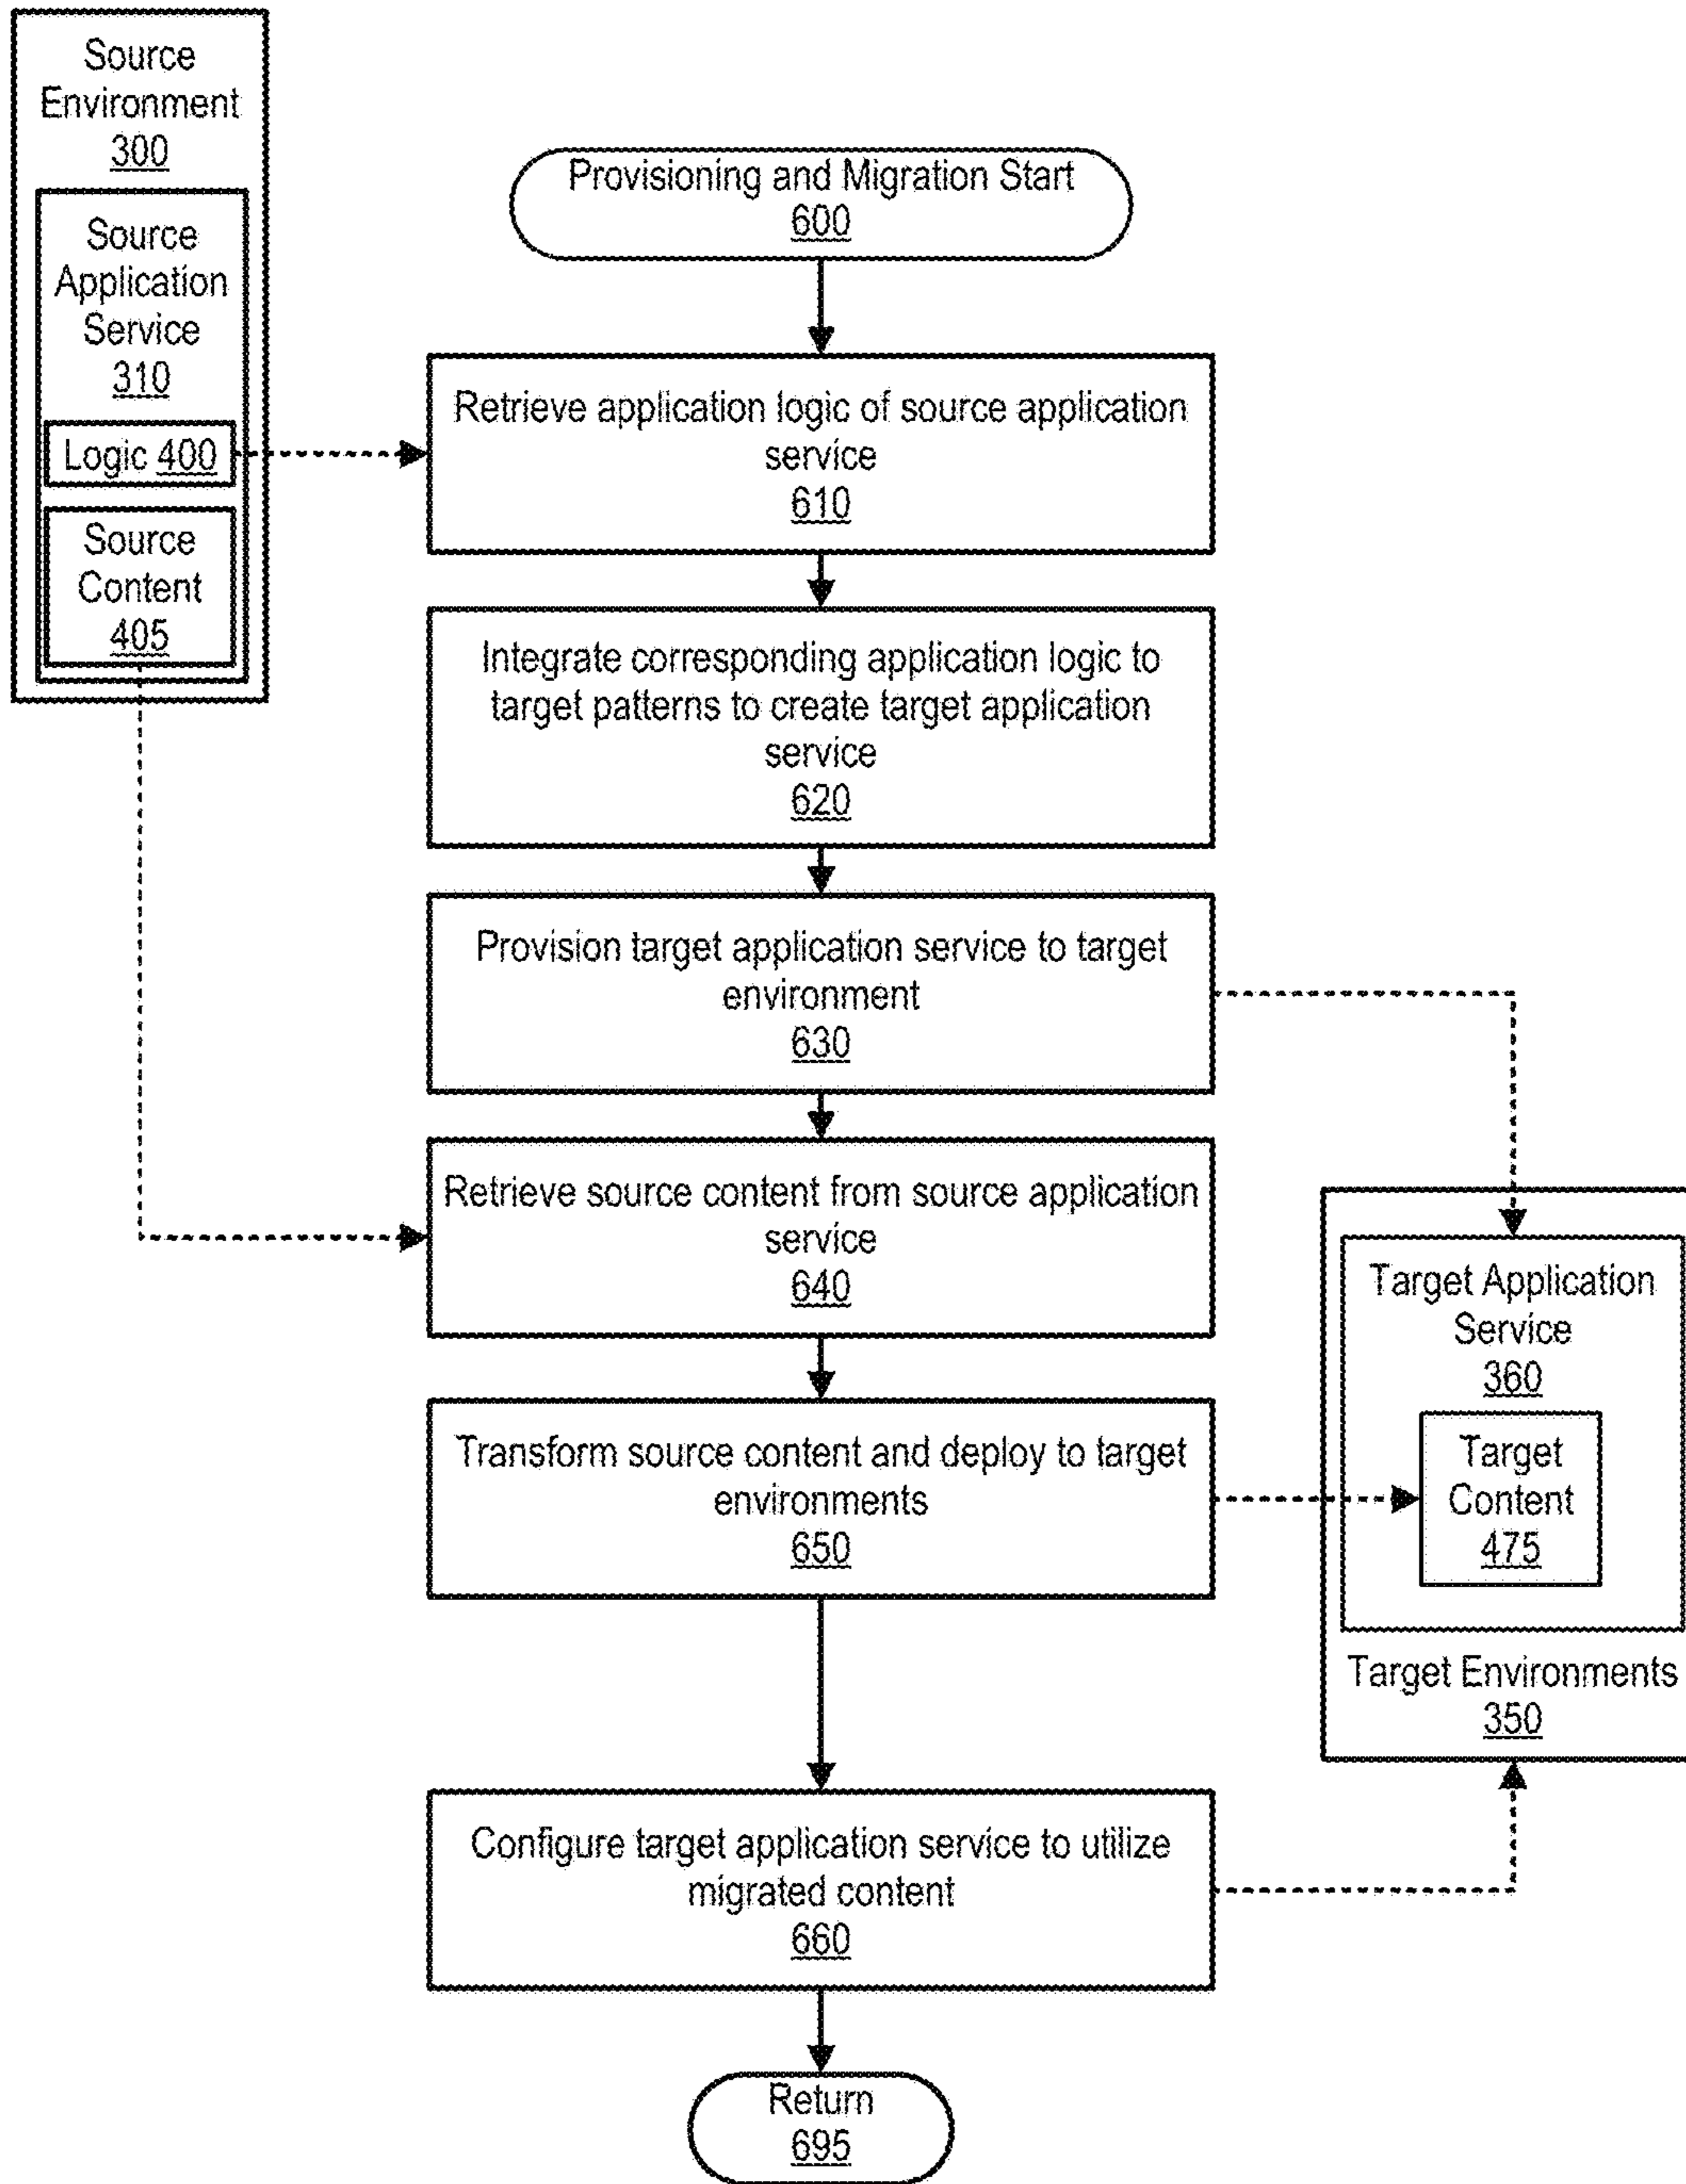 Source
Environment
300
Source
Application
Service
310
Logic 400
Source
Content
405
Provisioning and Migration Start
600
Retrieve application logic of source application
service
610
Integrate corresponding application logic to
target patterns to create target application
service
620
Provision target application service to target
environment
630
Retrieve source content from source application
service
640
Transform source content and deploy to target
environments
650
Target Application
Service
360
Target
Content
475
Target Environments
350
Configure target application service to utilize
migrated content
660
Return
695